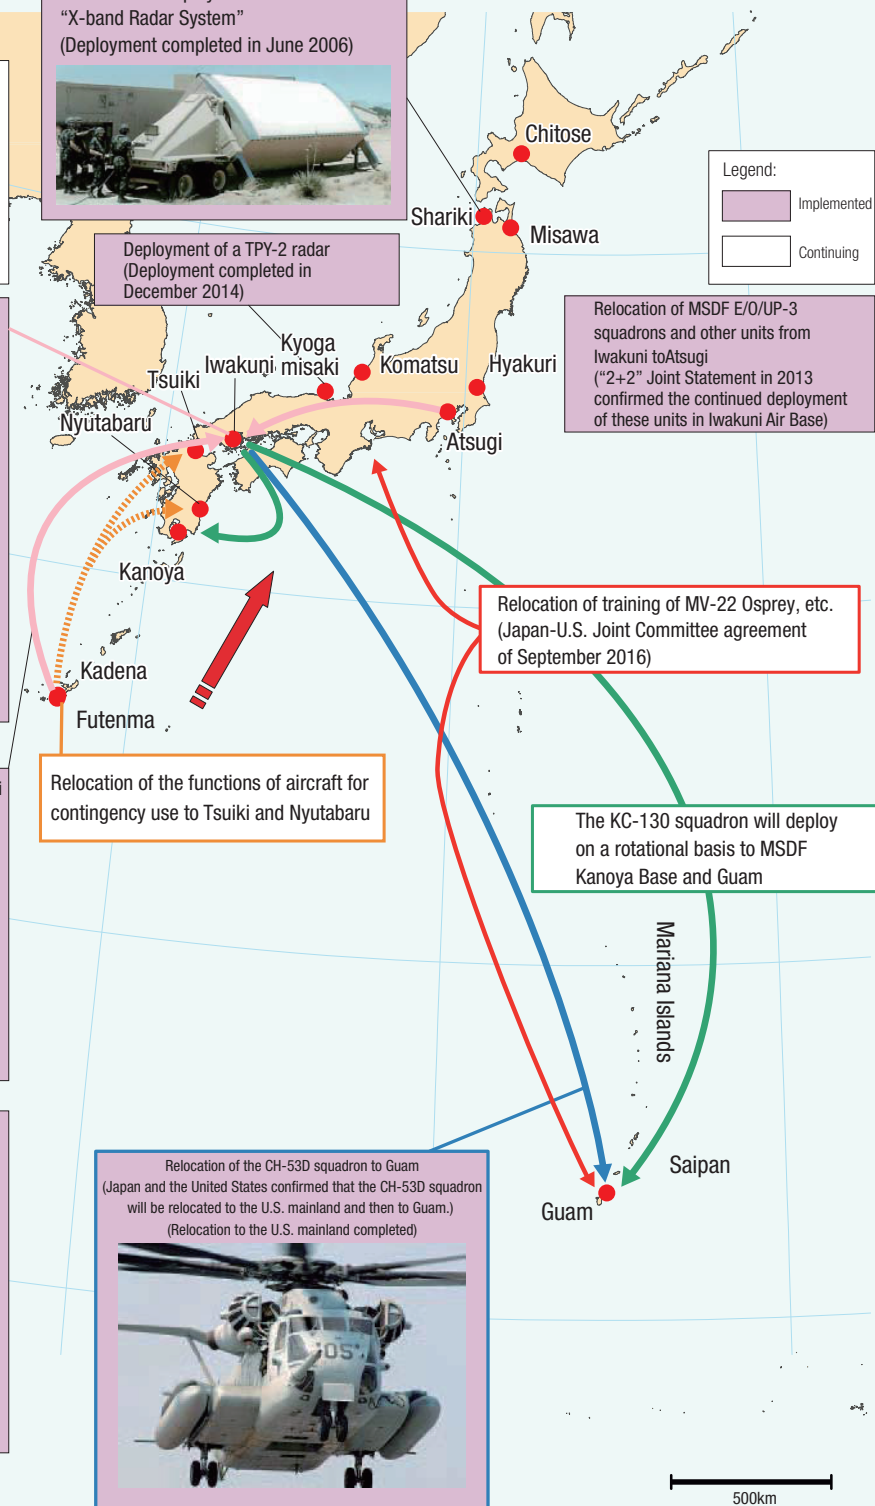 “X-band Radar System”
(Deployment completed in June 2006)
Chitose
Legend:
Implemented
Continuing
Shariki
Misawa
Deployment of a TPY-2 radar
(Deployment completed in
December 2014)
Relocation of MSDF E/O/UP-3
squadrons and other units from
Iwakuni toAtsugi
(“2+2” Joint Statement in 2013
confirmed the continued deployment
of these units in Iwakuni Air Base)
Kyoga
misaki
Iwakuni
Komatsu
Hyakuri
Tsuiki
Nyutabaru
Atsugi
Kanoya
Relocation of training of MV-22 Osprey, etc.
(Japan-U.S. Joint Committee agreement
of September 2016)
Kadena
Futenma
Relocation of the functions of aircraft for
contingency use to Tsuiki and Nyutabaru
The KC-130 squadron will deploy
on a rotational basis to MSDF
Kanoya Base and Guam
Mariana Islands
Saipan
Guam
Relocation of the CH-53D squadron to Guam
(Japan and the United States confirmed that the CH-53D squadron
will be relocated to the U.S. mainland and then to Guam.)
(Relocation to the U.S. mainland completed)
05
500km